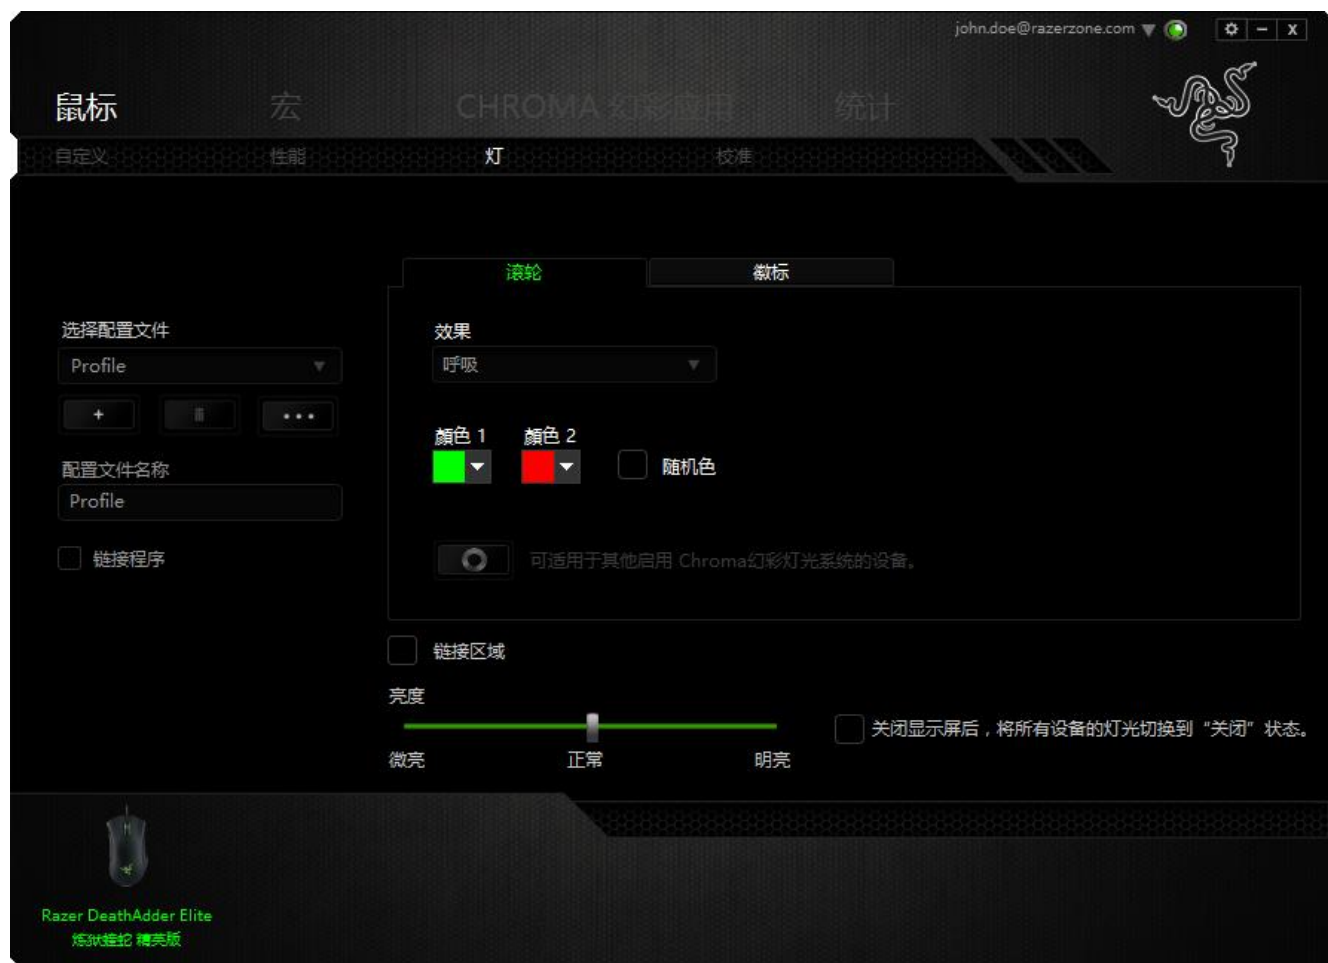 john.doe@razerzone.com
鼠标 宏 CHROMA 幻彩应用 统计
自定义 性能 灯 校准
滚轮 徽标
选择配置文件
Profile
配置文件名称
Profile
链接程序
效果
呼吸
顏色 1 顏色 2
随机色
可适用于其他启用 Chroma幻彩灯光系统的设备。
链接区域
亮度
微亮 正常 明亮
关闭显示屏后，将所有设备的灯光切换到“关闭”状态。
Razer DeathAdder Elite
炼狱蝰蛇 精英版